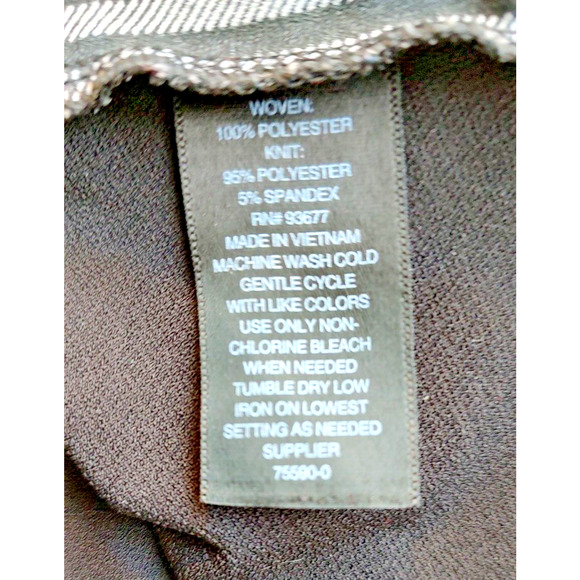 WOVEN:
100% POLYESTER
KNIT:
95% POLYESTER
5% SPANDEX
RN# 93677
MADE IN VIETNAM
MACHINE WASH COLD
GENTLE CYCLE
WITH LIKE COLORS
USE ONLY NON-
CHLORINE BLEACH
WHEN NEEDED
TUMBLE DRY LOW
IRON ON LOWEST
SETTING AS NEEDED
SUPPLIER
75590-0